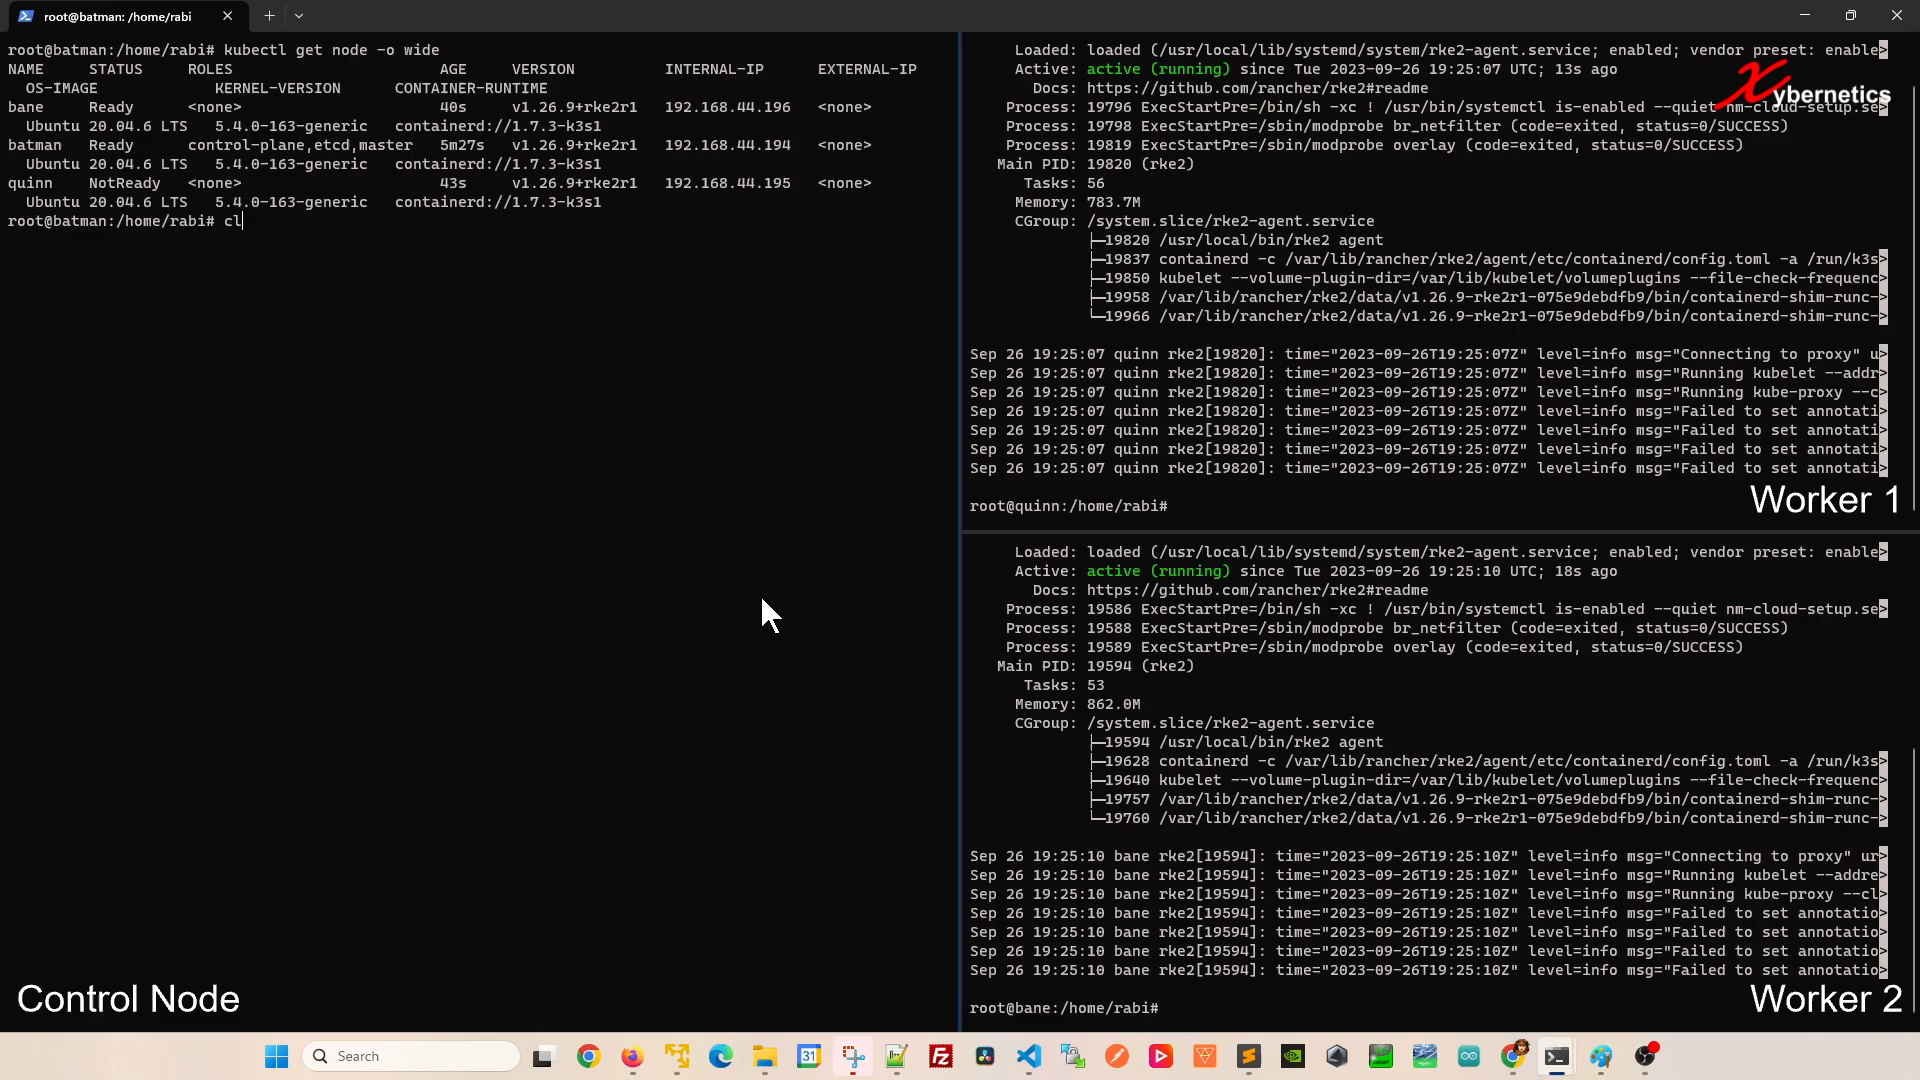 root@batman: /home/rabi
root@batman:/home/rabi# kubectl get node -o wide
NAME STATUS ROLES AGE VERSION INTERNAL-IP EXTERNAL-IP
OS-IMAGE KERNEL-VERSION CONTAINER-RUNTIME
bane Ready <none> 40s v1.26.9+rke2r1 192.168.44.196 <none>
Ubuntu 20.04.6 LTS 5.4.0-163-generic containerd://1.7.3-k3s1
batman Ready control-plane,etcd,master 5m27s v1.26.9+rke2r1 192.168.44.194 <none>
Ubuntu 20.04.6 LTS 5.4.0-163-generic containerd://1.7.3-k3s1
quinn NotReady <none> 43s v1.26.9+rke2r1 192.168.44.195 <none>
Ubuntu 20.04.6 LTS 5.4.0-163-generic containerd://1.7.3-k3s1
root@batman:/home/rabi# cl
Control Node
Loaded: loaded (/usr/local/lib/systemd/system/rke2-agent.service; enabled; vendor preset: enable>
Active: active (running) since Tue 2023-09-26 19:25:07 UTC; 13s ago
Docs: https://github.com/rancher/rke2#readme
Xybernetics
Process: 19796 ExecStartPre=/bin/sh -xc ! /usr/bin/systemctl is-enabled --quiet nm-cloud-setup.se>
Process: 19798 ExecStartPre=/sbin/modprobe br_netfilter (code=exited, status=0/SUCCESS)
Process: 19819 ExecStartPre=/sbin/modprobe overlay (code=exited, status=0/SUCCESS)
Main PID: 19820 (rke2)
Tasks: 56
Memory: 783.7M
CGroup: /system.slice/rke2-agent.service
├─19820 /usr/local/bin/rke2 agent
├─19837 containerd -c /var/lib/rancher/rke2/agent/etc/containerd/config.toml -a /run/k3s>
├─19850 kubelet --volume-plugin-dir=/var/lib/kubelet/volumeplugins --file-check-frequenc>
├─19958 /var/lib/rancher/rke2/data/v1.26.9-rke2r1-075e9debdfb9/bin/containerd-shim-runc->
└─19966 /var/lib/rancher/rke2/data/v1.26.9-rke2r1-075e9debdfb9/bin/containerd-shim-runc->
Sep 26 19:25:07 quinn rke2[19820]: time="2023-09-26T19:25:07Z" level=info msg="Connecting to proxy" u>
Sep 26 19:25:07 quinn rke2[19820]: time="2023-09-26T19:25:07Z" level=info msg="Running kubelet --addr>
Sep 26 19:25:07 quinn rke2[19820]: time="2023-09-26T19:25:07Z" level=info msg="Running kube-proxy --c>
Sep 26 19:25:07 quinn rke2[19820]: time="2023-09-26T19:25:07Z" level=info msg="Failed to set annotati>
Sep 26 19:25:07 quinn rke2[19820]: time="2023-09-26T19:25:07Z" level=info msg="Failed to set annotati>
Sep 26 19:25:07 quinn rke2[19820]: time="2023-09-26T19:25:07Z" level=info msg="Failed to set annotati>
Sep 26 19:25:07 quinn rke2[19820]: time="2023-09-26T19:25:07Z" level=info msg="Failed to set annotati>
root@quinn:/home/rabi#
Worker 1
Loaded: loaded (/usr/local/lib/systemd/system/rke2-agent.service; enabled; vendor preset: enable>
Active: active (running) since Tue 2023-09-26 19:25:10 UTC; 18s ago
Docs: https://github.com/rancher/rke2#readme
Process: 19586 ExecStartPre=/bin/sh -xc ! /usr/bin/systemctl is-enabled --quiet nm-cloud-setup.se>
Process: 19588 ExecStartPre=/sbin/modprobe br_netfilter (code=exited, status=0/SUCCESS)
Process: 19589 ExecStartPre=/sbin/modprobe overlay (code=exited, status=0/SUCCESS)
Main PID: 19594 (rke2)
Tasks: 53
Memory: 862.0M
CGroup: /system.slice/rke2-agent.service
├─19594 /usr/local/bin/rke2 agent
├─19628 containerd -c /var/lib/rancher/rke2/agent/etc/containerd/config.toml -a /run/k3s>
├─19640 kubelet --volume-plugin-dir=/var/lib/kubelet/volumeplugins --file-check-frequenc>
├─19757 /var/lib/rancher/rke2/data/v1.26.9-rke2r1-075e9debdfb9/bin/containerd-shim-runc->
└─19760 /var/lib/rancher/rke2/data/v1.26.9-rke2r1-075e9debdfb9/bin/containerd-shim-runc->
Sep 26 19:25:10 bane rke2[19594]: time="2023-09-26T19:25:10Z" level=info msg="Connecting to proxy" ur>
Sep 26 19:25:10 bane rke2[19594]: time="2023-09-26T19:25:10Z" level=info msg="Running kubelet --addre>
Sep 26 19:25:10 bane rke2[19594]: time="2023-09-26T19:25:10Z" level=info msg="Running kube-proxy --cl>
Sep 26 19:25:10 bane rke2[19594]: time="2023-09-26T19:25:10Z" level=info msg="Failed to set annotatio>
Sep 26 19:25:10 bane rke2[19594]: time="2023-09-26T19:25:10Z" level=info msg="Failed to set annotatio>
Sep 26 19:25:10 bane rke2[19594]: time="2023-09-26T19:25:10Z" level=info msg="Failed to set annotatio>
Sep 26 19:25:10 bane rke2[19594]: time="2023-09-26T19:25:10Z" level=info msg="Failed to set annotatio>
root@bane:/home/rabi#
Worker 2
Search
31